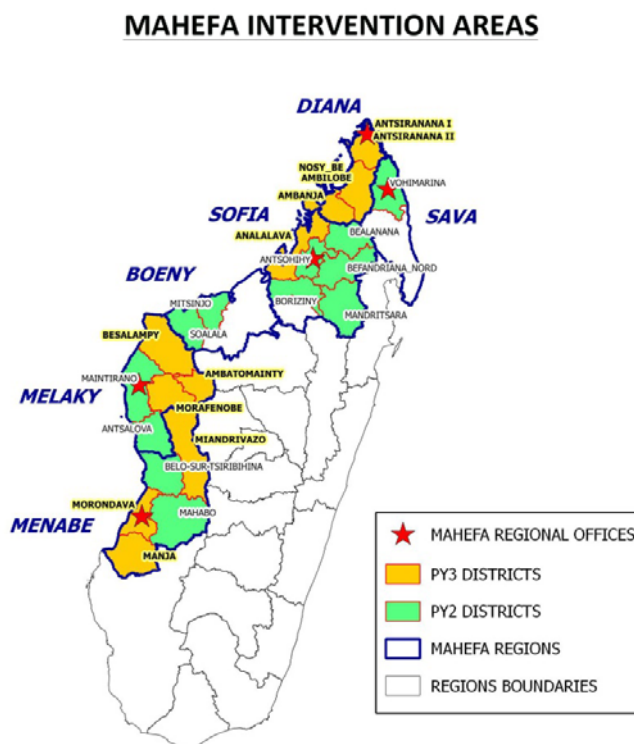 MAHEFA INTERVENTION AREAS
DIANA
ANTSIRANANA I
ANTSIRANANA II
NOSY_BE
AMBILOBE
VOHIMARINA
AMBANJA
SOFIA
SAVA
ANALALAVA
BEALANANA
ANTSOHIHY
BEFANDRIANA_NORD
BOENY
MITSINJO
BORIZINY
MANDRITSARA
SOALALA
BESALAMPY
AMBATOMAINTY
MAINTIRANO
MELAKY
MORAFENOBE
ANTSALOVA
MIANDRIVAZO
BELO-SUR-TSIRIBIHINA
MORONDAVA
MAHABO
MENABE
MANJA
MAHEFA REGIONAL OFFICES
PY3 DISTRICTS
PY2 DISTRICTS
MAHEFA REGIONS
REGIONS BOUNDARIES